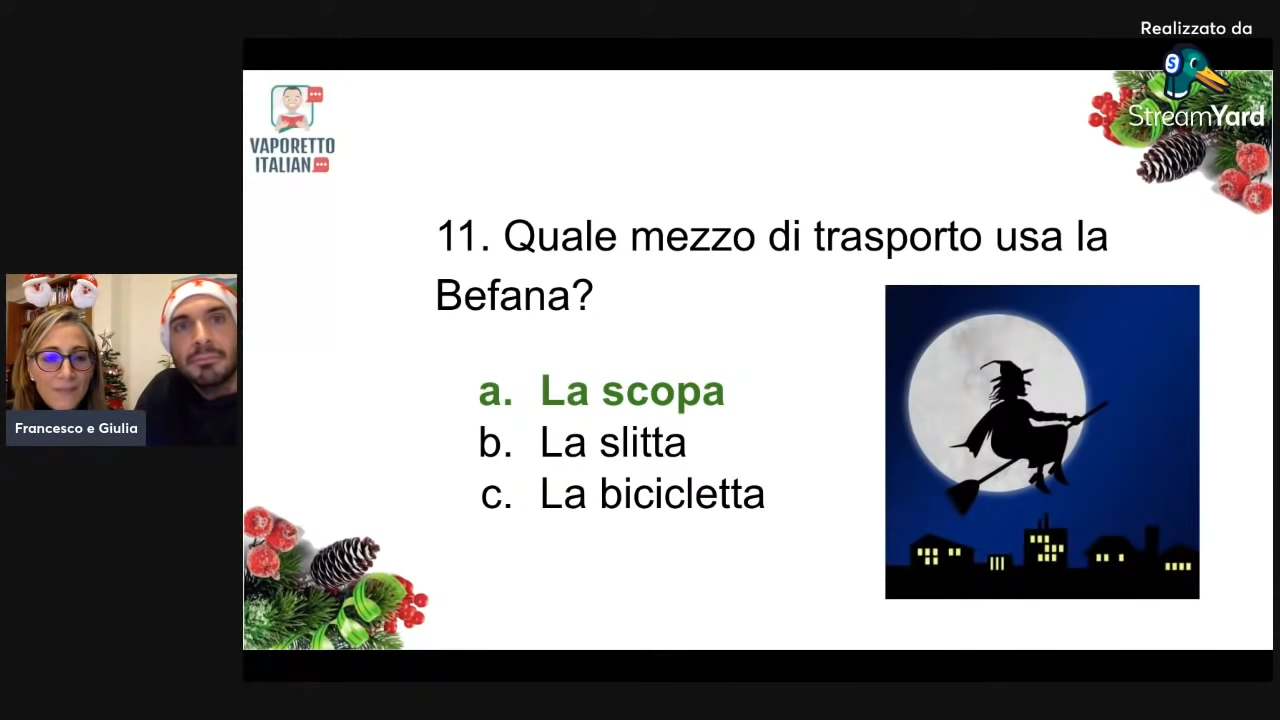 Realizzato da
StreamYard
VAPORETTO
ITALIAN
11. Quale mezzo di trasporto usa la
Befana?
a. La scopa
b. La slitta
c. La bicicletta
Francesco e Giulia